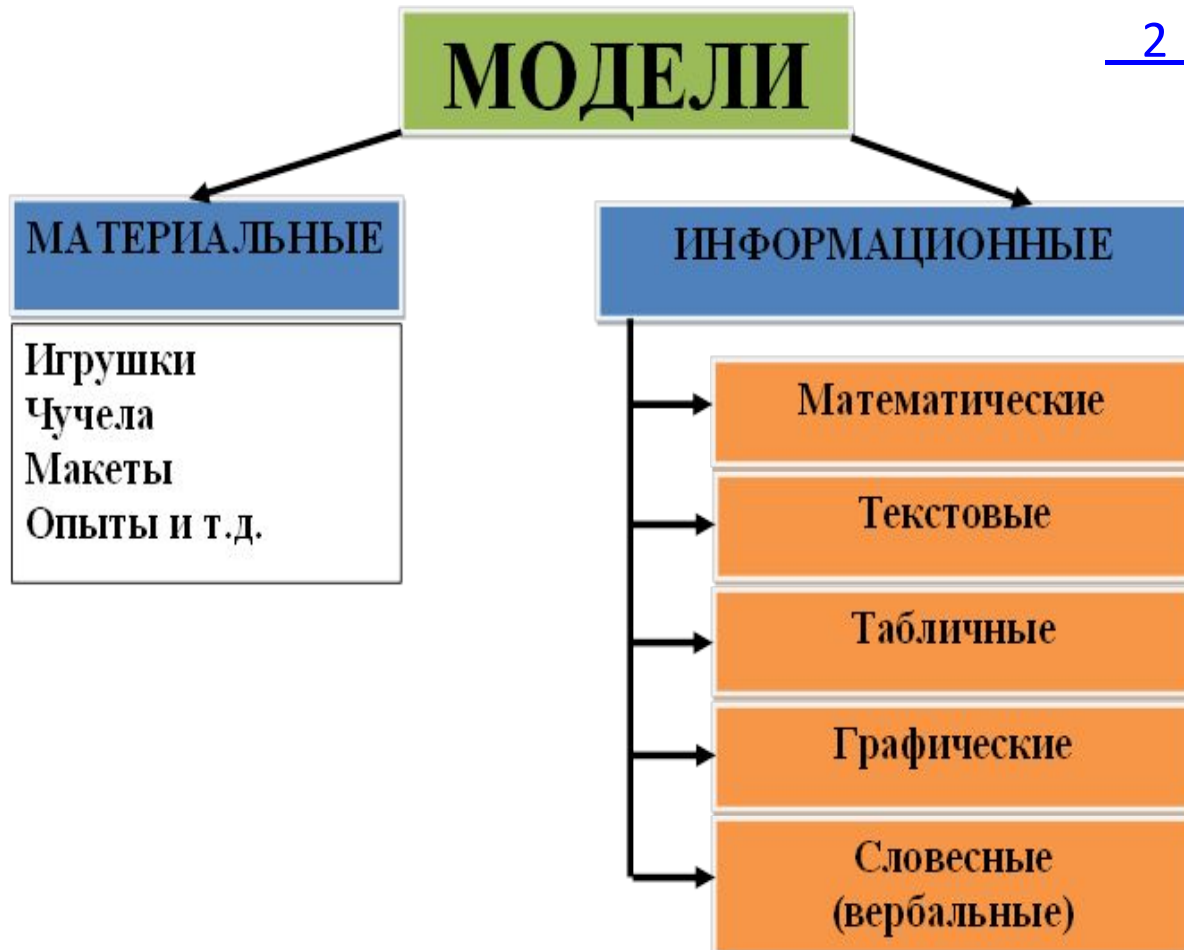 МОДЕЛИ
2
МАТЕРИАЛЬНЫЕ
Игрушки
Чучела
Макеты
Опыты и т.д.
ИНФОРМАЦИОННЫЕ
Математические
Текстовые
Табличные
Графические
Словесные
(вербальные)